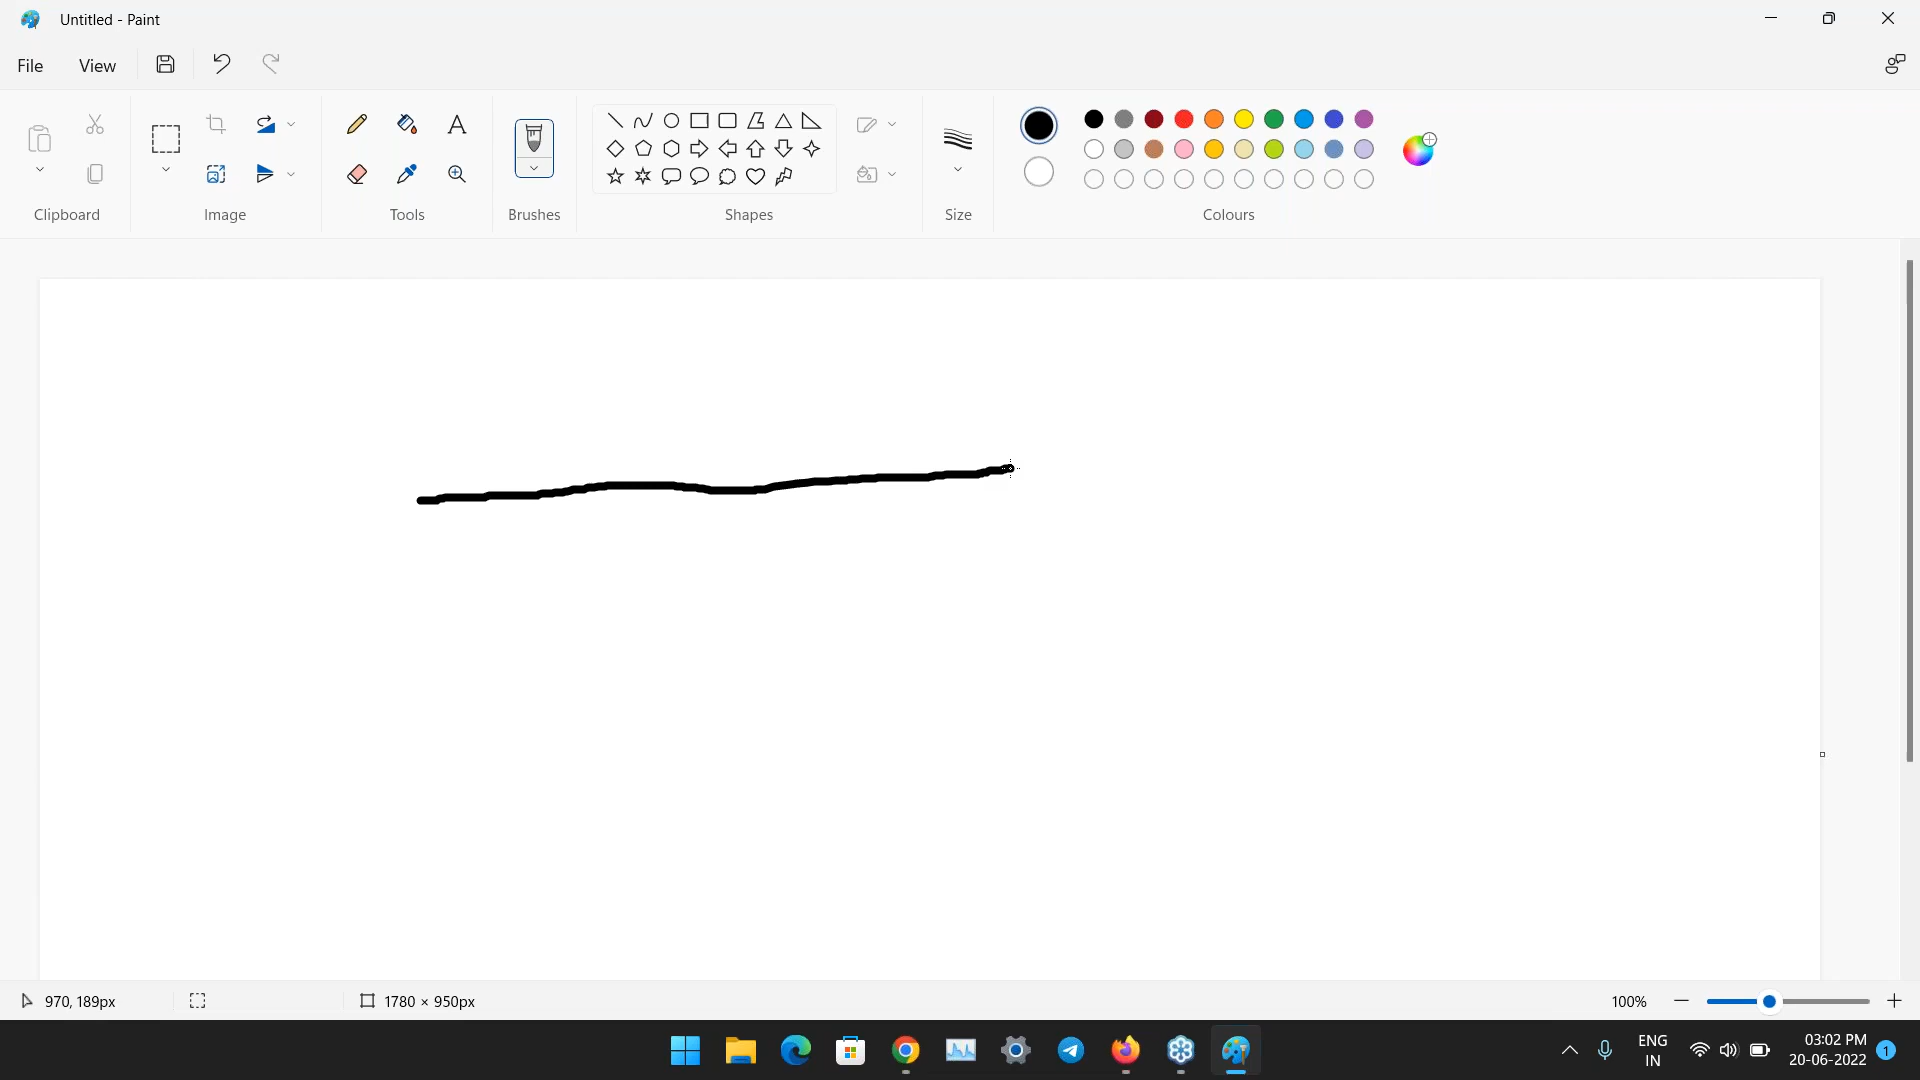 Untitled - Paint
File View
Clipboard
Image
Tools
Brushes
Shapes
Size
Colours
970, 189px
1780 × 950px
100%
ENG
IN
03:02 PM
20-06-2022
1